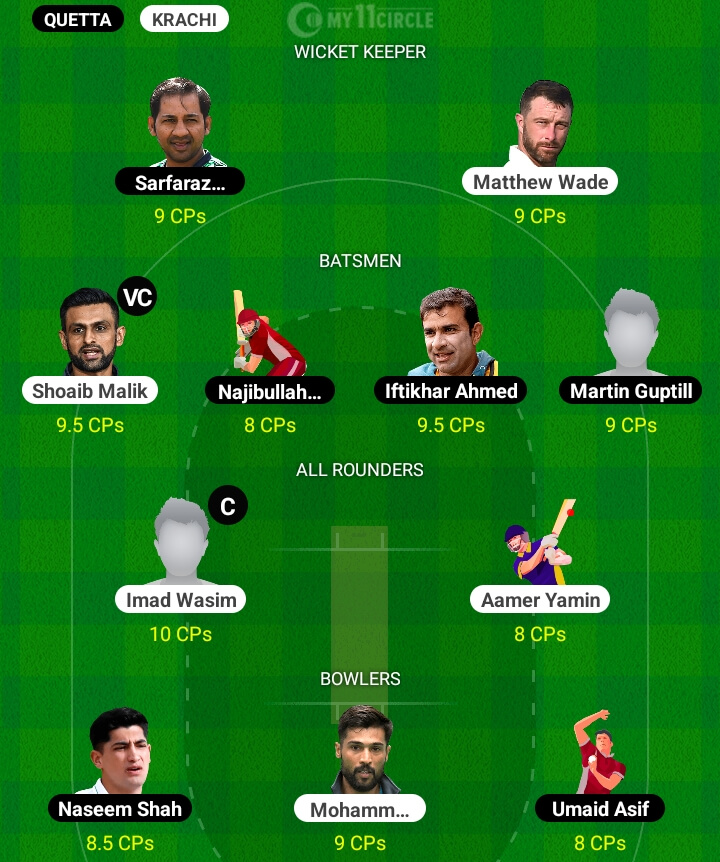 QUETTA KRACHI MY11CIRCLE
WICKET KEEPER
Sarfaraz... Matthew Wade
9 CPs 9 CPs
BATSMEN
VC
Shoaib Malik Najibullah... Iftikhar Ahmed Martin Guptill
9.5 CPs 8 CPs 9.5 CPs 9 CPs
ALL ROUNDERS
C
Imad Wasim Aamer Yamin
10 CPs 8 CPs
BOWLERS
Naseem Shah Mohamm... Umaid Asif
8.5 CPs 9 CPs 8 CPs